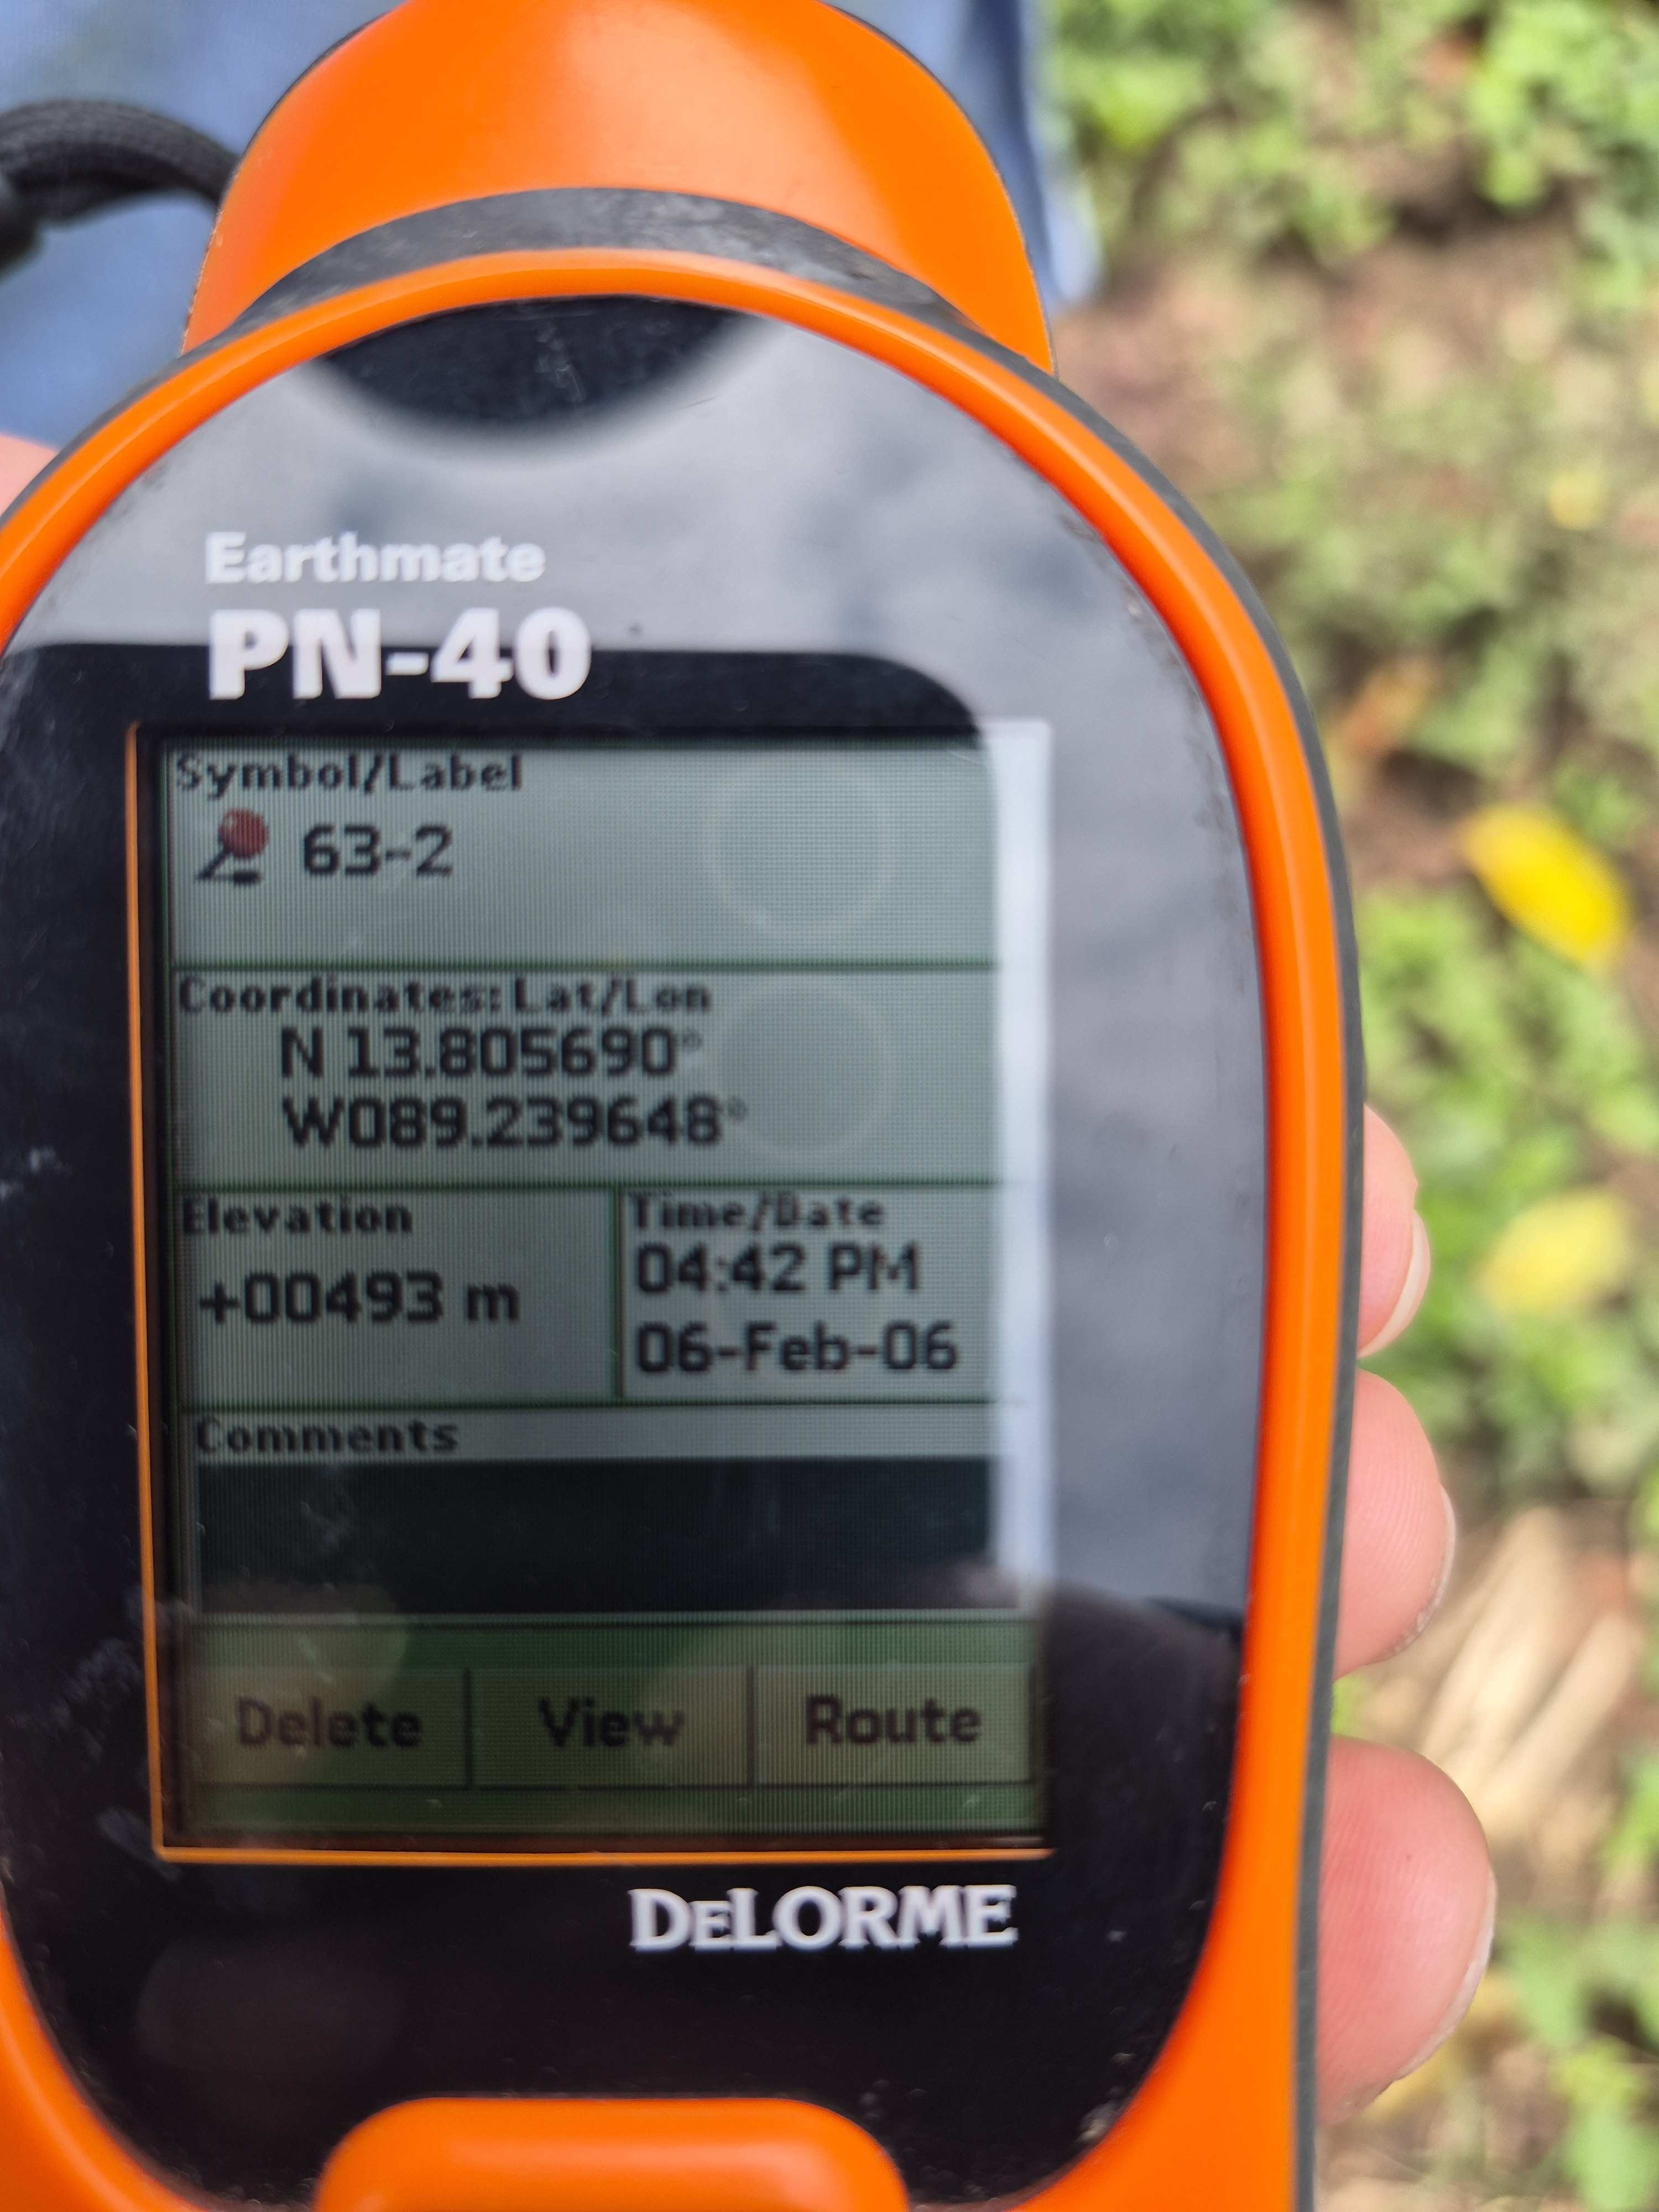 Earthmate
PN-40
Symbol/Label
63-2
Coordinates: Lat/Lon
N 13.805690°
W089.239648°
Elevation
+00493 m
Time/Date
04:42 PM
06-Feb-06
Comments
Delete
View
Route
DeLORME